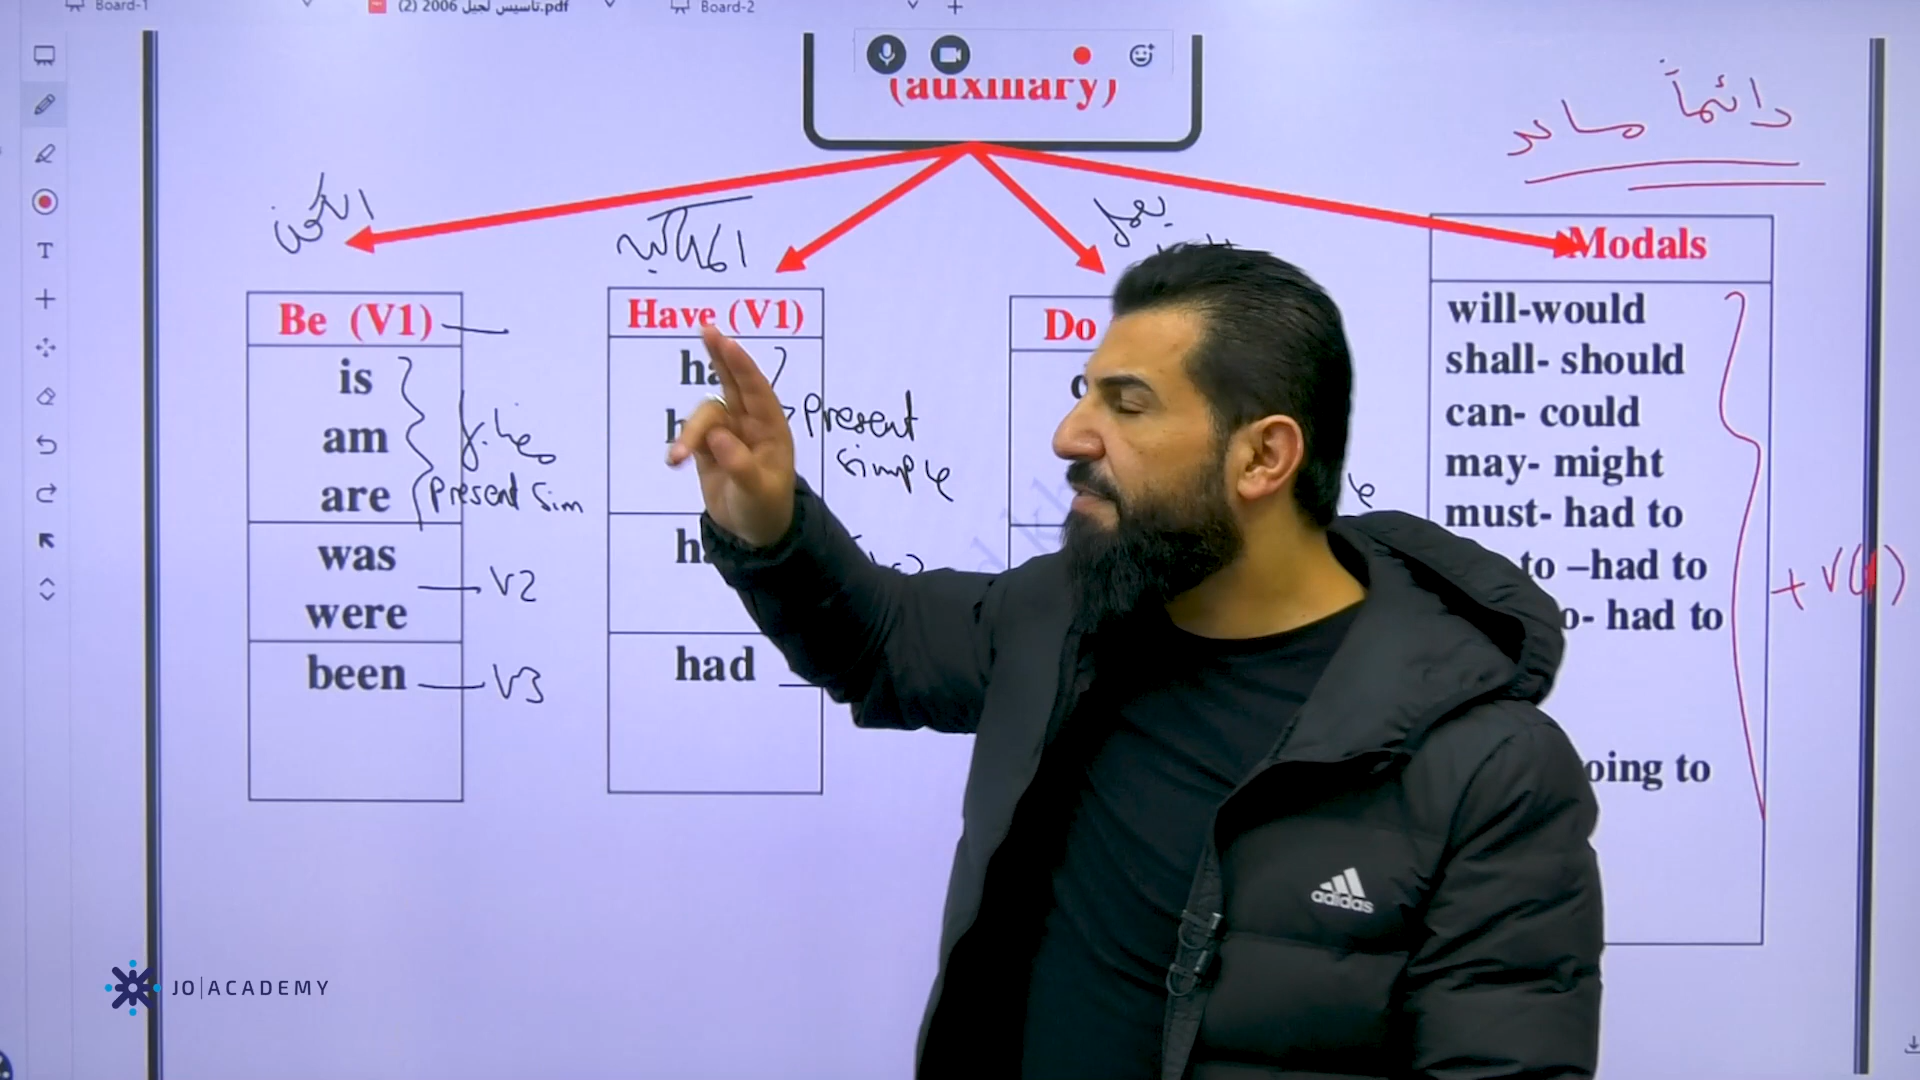 Board-1
(2) 2006 تاسيس لجيل.pdf
Board-2
(auxiliary)
دائماً
الكون
الملكية
يعمل
Be (V1)
is
am
are
Present Sim
was
were
V2
been
V3
Have (V1)
Present
simple
had
Do
Modals
will-would
shall- should
can- could
may- might
must- had to
to –had to
o- had to
oing to
+ V(1)
adidas
JO|ACADEMY